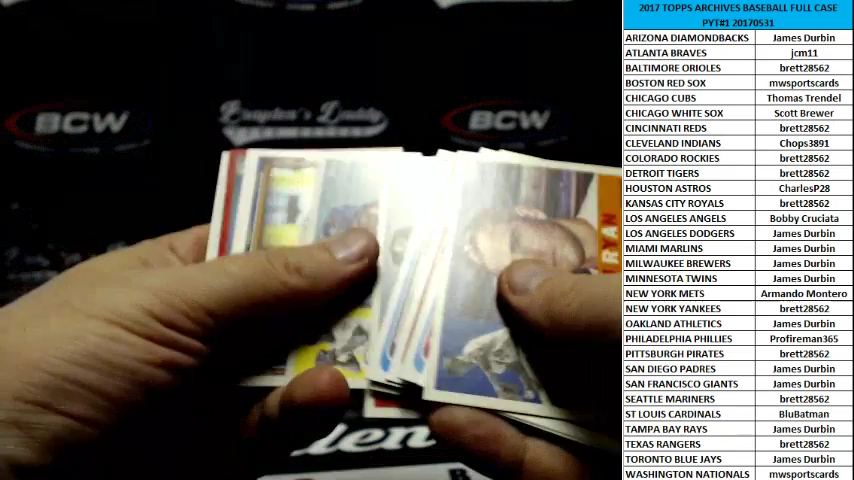 BCW
Brayden's Daddy
BCW
RYAN
2017 TOPPS ARCHIVES BASEBALL FULL CASE
PYT#1 20170531
ARIZONA DIAMONDBACKS James Durbin
ATLANTA BRAVES jcm11
BALTIMORE ORIOLES brett28562
BOSTON RED SOX mwsportscards
CHICAGO CUBS Thomas Trendel
CHICAGO WHITE SOX Scott Brewer
CINCINNATI REDS brett28562
CLEVELAND INDIANS Chops3891
COLORADO ROCKIES brett28562
DETROIT TIGERS brett28562
HOUSTON ASTROS CharlesP28
KANSAS CITY ROYALS brett28562
LOS ANGELES ANGELS Bobby Cruciata
LOS ANGELES DODGERS James Durbin
MIAMI MARLINS James Durbin
MILWAUKEE BREWERS James Durbin
MINNESOTA TWINS James Durbin
NEW YORK METS Armando Montero
NEW YORK YANKEES brett28562
OAKLAND ATHLETICS James Durbin
PHILADELPHIA PHILLIES Profireman365
PITTSBURGH PIRATES brett28562
SAN DIEGO PADRES James Durbin
SAN FRANCISCO GIANTS James Durbin
SEATTLE MARINERS brett28562
ST LOUIS CARDINALS BluBatman
TAMPA BAY RAYS James Durbin
TEXAS RANGERS brett28562
TORONTO BLUE JAYS James Durbin
WASHINGTON NATIONALS mwsportscards